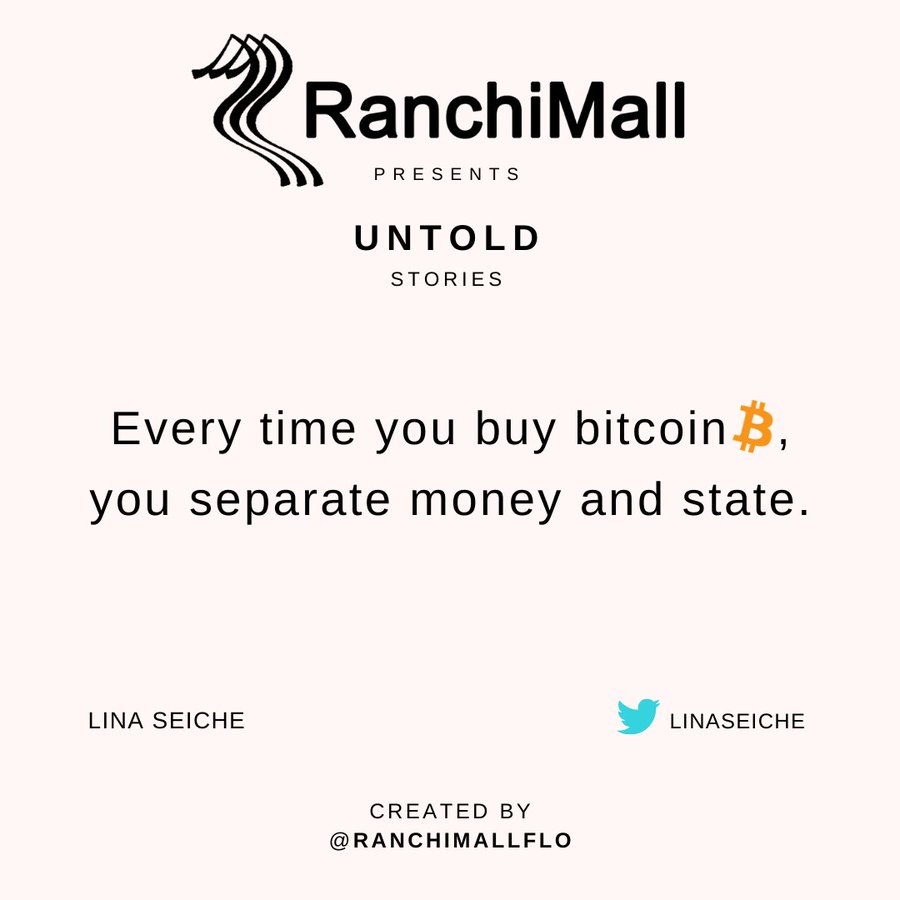 RanchiMall
PRESENTS
UNTOLD
STORIES
Every time you buy bitcoin₿,
you separate money and state.
LINA SEICHE
LINASEICHE
CREATED BY
@RANCHIMALLFLO